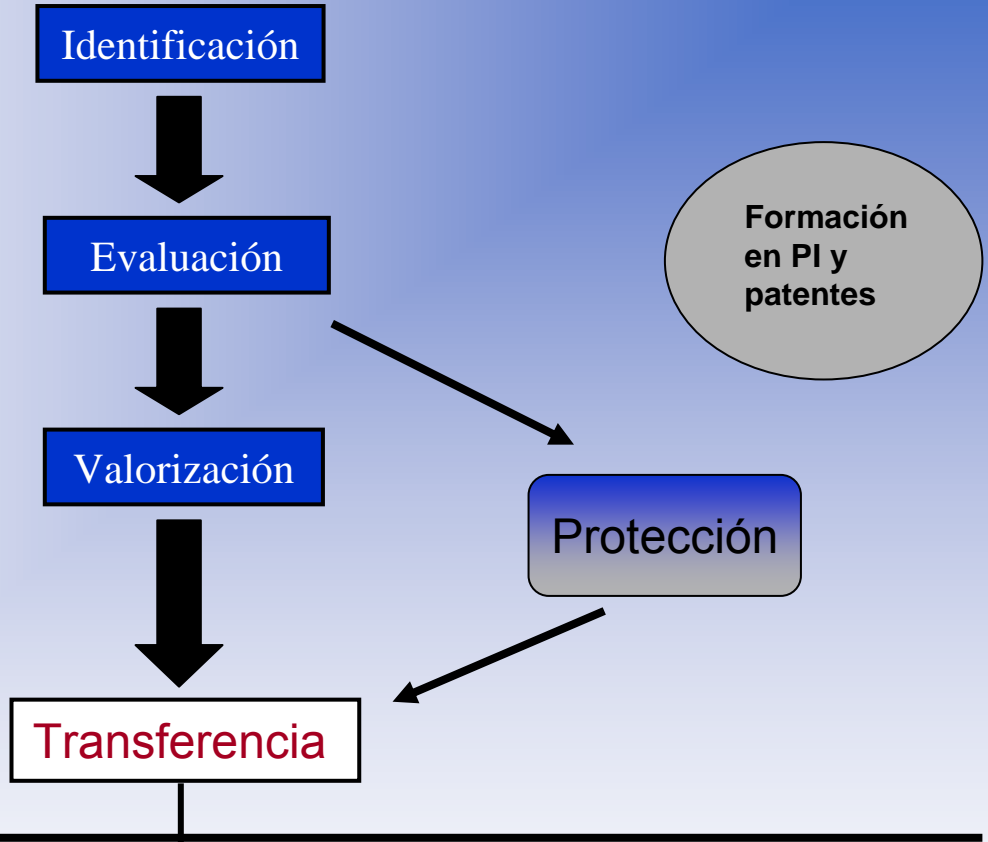 Identificación
Evaluación
Formación
en PI y
patentes
Valorización
Protección
Transferencia